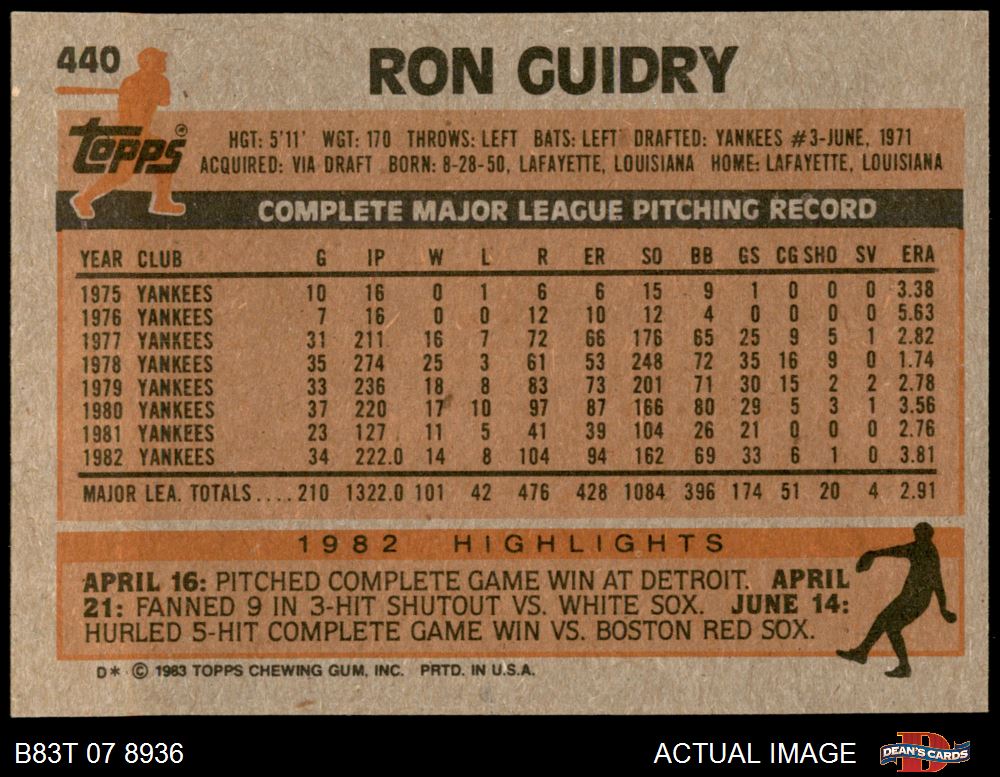 440
RON GUIDRY
Topps®
HGT: 5'11' WGT: 170 THROWS: LEFT BATS: LEFT DRAFTED: YANKEES #3-JUNE, 1971
ACQUIRED: VIA DRAFT BORN: 8-28-50, LAFAYETTE, LOUISIANA HOME: LAFAYETTE, LOUISIANA
COMPLETE MAJOR LEAGUE PITCHING RECORD
YEAR CLUB G IP W L R ER SO BB GS CG SHO SV ERA
1975 YANKEES 10 16 0 1 6 6 15 9 1 0 0 0 3.38
1976 YANKEES 7 16 0 0 12 10 12 4 0 0 0 0 5.63
1977 YANKEES 31 211 16 7 72 66 176 65 25 9 5 1 2.82
1978 YANKEES 35 274 25 3 61 53 248 72 35 16 9 0 1.74
1979 YANKEES 33 236 18 8 83 73 201 71 30 15 2 2 2.78
1980 YANKEES 37 220 17 10 97 87 166 80 29 5 3 1 3.56
1981 YANKEES 23 127 11 5 41 39 104 26 21 0 0 0 2.76
1982 YANKEES 34 222.0 14 8 104 94 162 69 33 6 1 0 3.81
MAJOR LEA. TOTALS.... 210 1322.0 101 42 476 428 1084 396 174 51 20 4 2.91
1982 HIGHLIGHTS
APRIL 16: PITCHED COMPLETE GAME WIN AT DETROIT. APRIL
21: FANNED 9 IN 3-HIT SHUTOUT VS. WHITE SOX. JUNE 14:
HURLED 5-HIT COMPLETE GAME WIN VS. BOSTON RED SOX.
D* © 1983 TOPPS CHEWING GUM, INC. PRTD. IN U.S.A.
B83T 07 8936 ACTUAL IMAGE DEAN'S CARDS